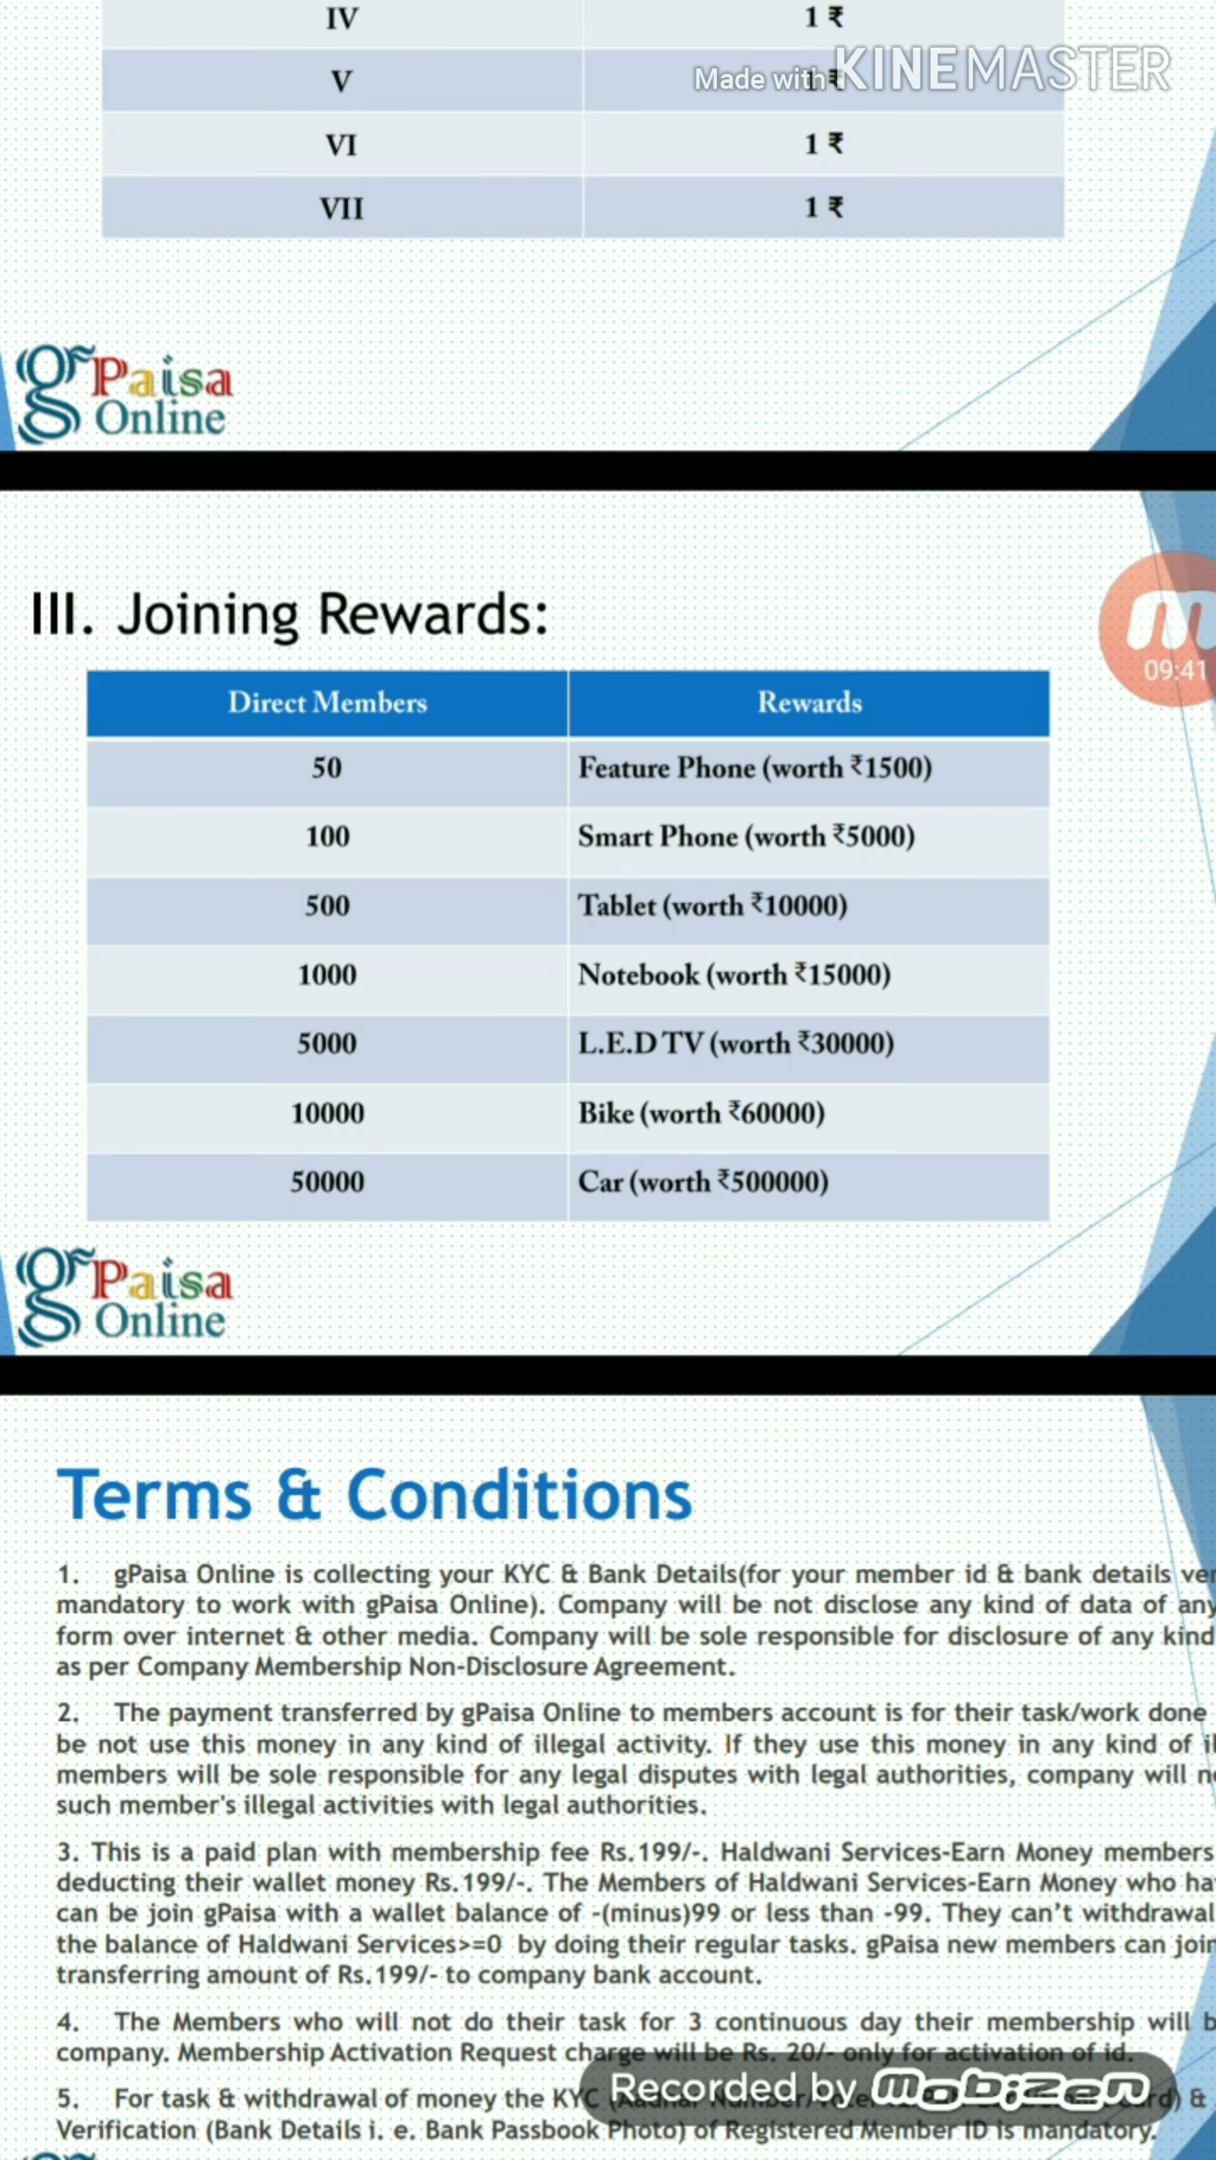 IV 1 ₹
Made with KINEMASTER
V 1 ₹
VI 1 ₹
VII 1 ₹
gPaisa
Online
III. Joining Rewards:
09:41
Direct Members Rewards
50 Feature Phone (worth ₹1500)
100 Smart Phone (worth ₹5000)
500 Tablet (worth ₹10000)
1000 Notebook (worth ₹15000)
5000 L.E.D TV (worth ₹30000)
10000 Bike (worth ₹60000)
50000 Car (worth ₹500000)
gPaisa
Online
Terms & Conditions
1. gPaisa Online is collecting your KYC & Bank Details(for your member id & bank details
mandatory to work with gPaisa Online). Company will be not disclose any kind of data of any
form over internet & other media. Company will be sole responsible for disclosure of any kind
as per Company Membership Non-Disclosure Agreement.
2. The payment transferred by gPaisa Online to members account is for their task/work done
be not use this money in any kind of illegal activity. If they use this money in any kind of
members will be sole responsible for any legal disputes with legal authorities, company will
such member's illegal activities with legal authorities.
3. This is a paid plan with membership fee Rs.199/-. Haldwani Services-Earn Money members
deducting their wallet money Rs.199/-. The Members of Haldwani Services-Earn Money who
can be join gPaisa with a wallet balance of -(minus)99 or less than -99. They can't withdrawal
the balance of Haldwani Services>=0 by doing their regular tasks. gPaisa new members can join
transferring amount of Rs.199/- to company bank account.
4. The Members who will not do their task for 3 continuous day their membership will
company. Membership Activation Request charge will be Rs. 20/- only for activation of id.
Recorded by mobizen
5. For task & withdrawal of money the KYC &
Verification (Bank Details i. e. Bank Passbook Photo) of Registered Member ID is mandatory.